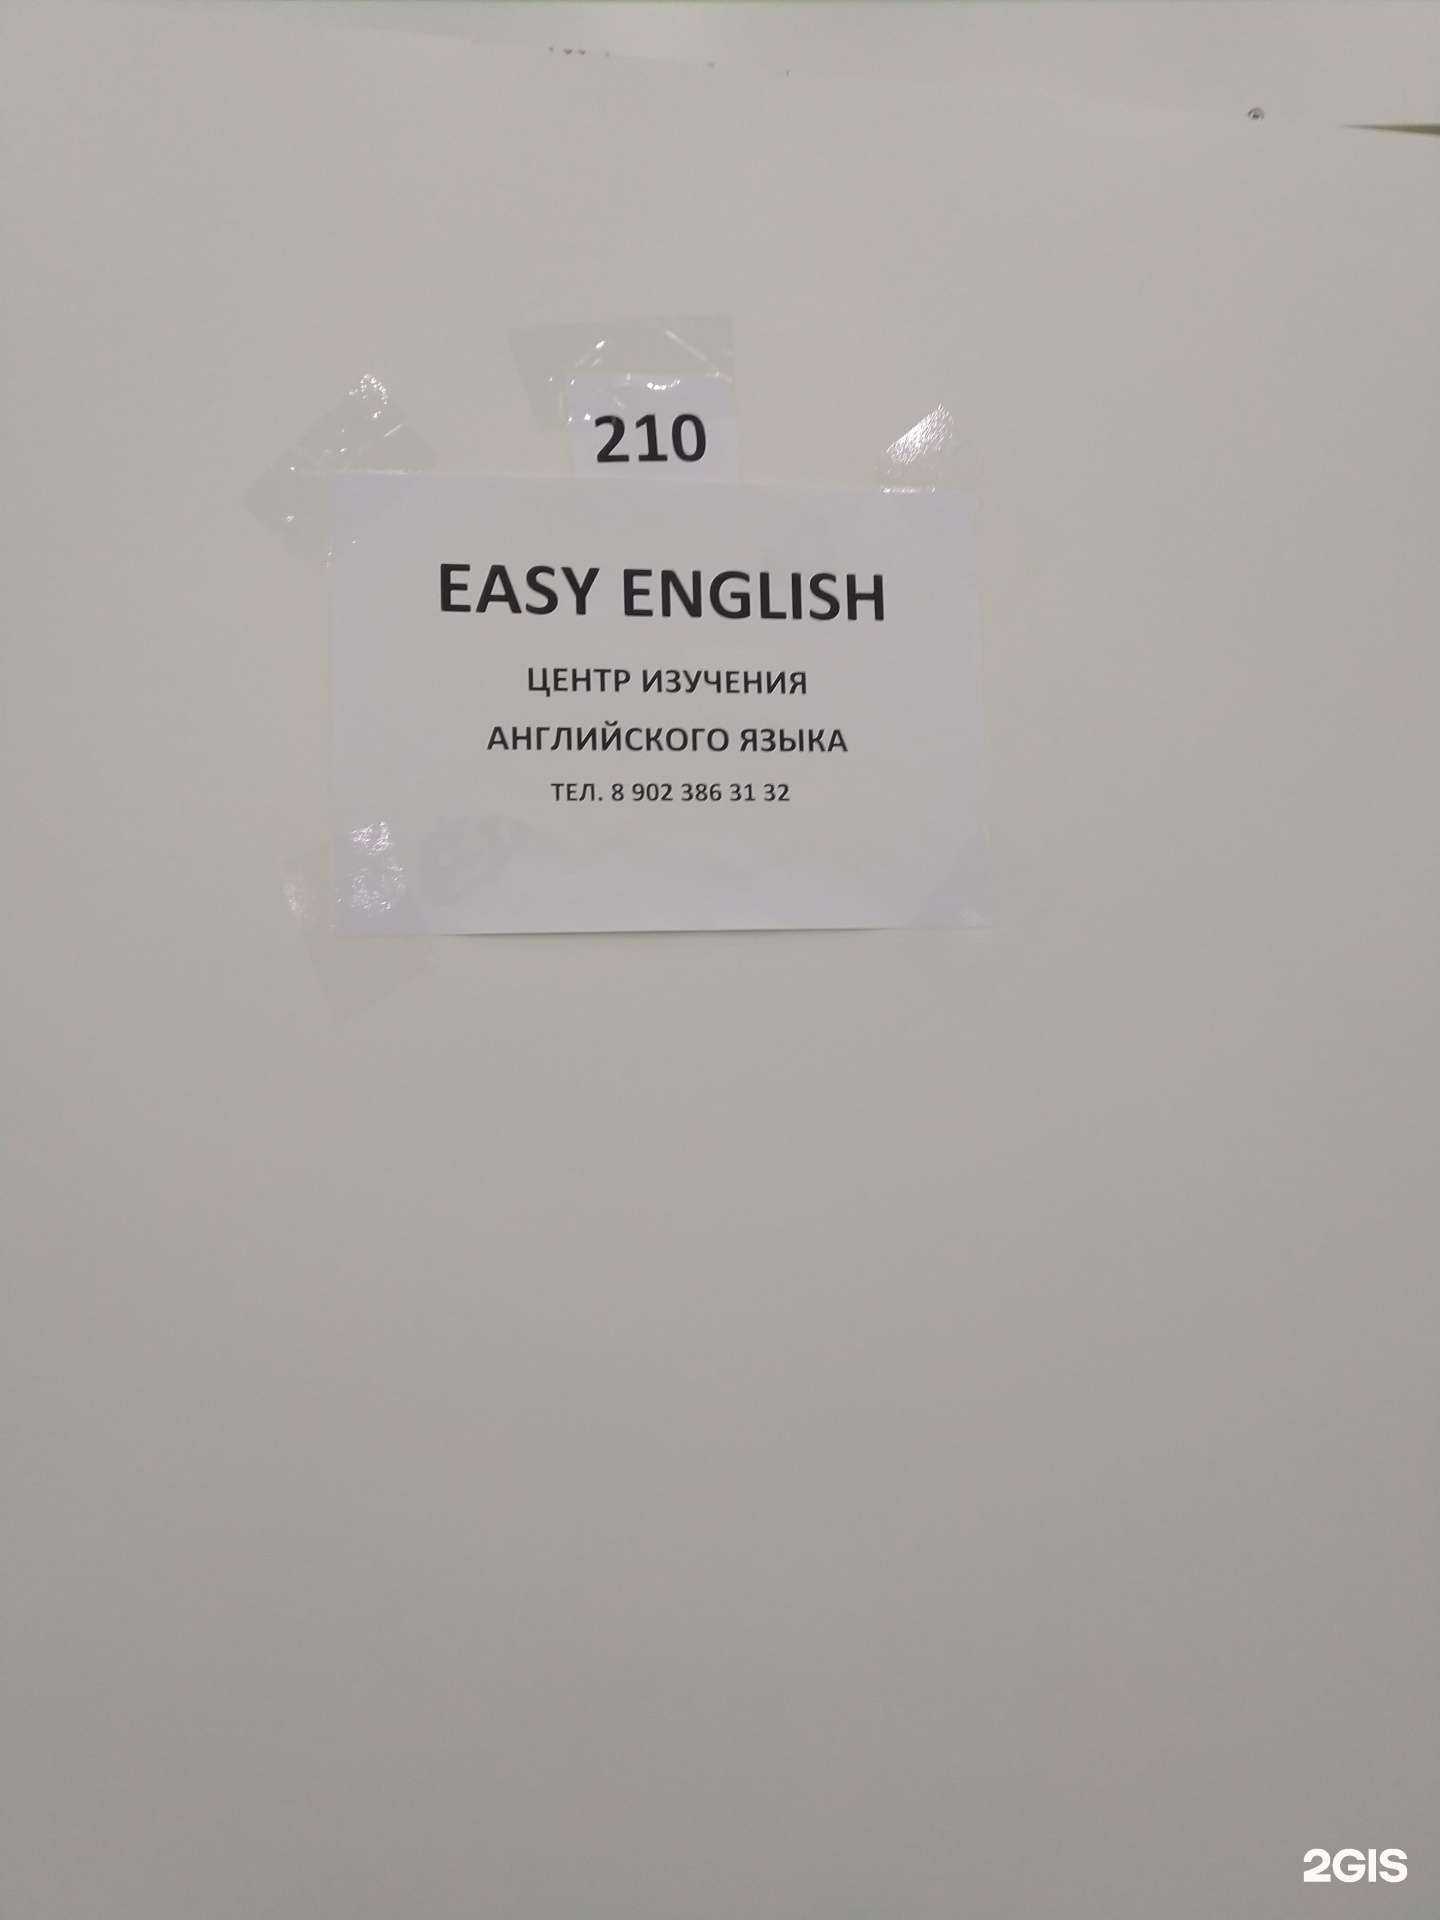 210
EASY ENGLISH
ЦЕНТР ИЗУЧЕНИЯ
АНГЛИЙСКОГО ЯЗЫКА
ТЕЛ. 8 902 386 31 32
2GIS